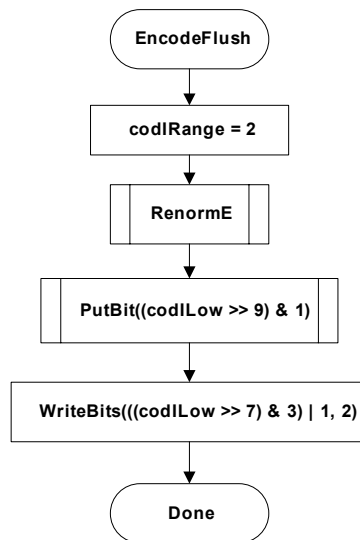 EncodeFlush
codIRange = 2
RenormE
PutBit((codILow >> 9) & 1)
WriteBits(((codILow >> 7) & 3) | 1, 2)
Done